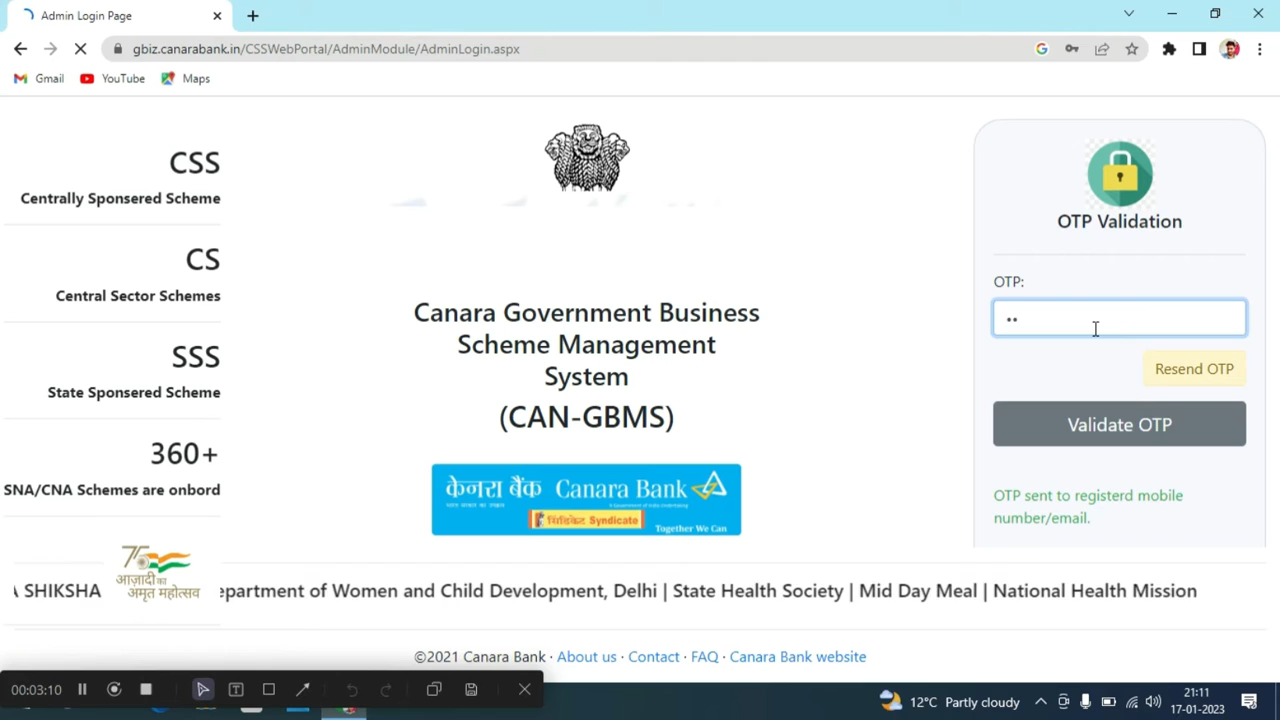 Admin Login Page
gbiz.canarabank.in/CSSWebPortal/AdminModule/AdminLogin.aspx
Gmail
YouTube
Maps
CSS
Centrally Sponsered Scheme
CS
Central Sector Schemes
SSS
State Sponsered Scheme
360+
SNA/CNA Schemes are onbord
75
आज़ादी का
अमृत महोत्सव
Canara Government Business
Scheme Management
System
(CAN-GBMS)
केनरा बैंक Canara Bank
सिंडिकेट Syndicate
Together We Can
OTP Validation
OTP:
••
Resend OTP
Validate OTP
OTP sent to registerd mobile
number/email.
SHIKSHA
epartment of Women and Child Development, Delhi | State Health Society | Mid Day Meal | National Health Mission
©2021 Canara Bank · About us · Contact · FAQ · Canara Bank website
00:03:10
12°C Partly cloudy
21:11
17-01-2023